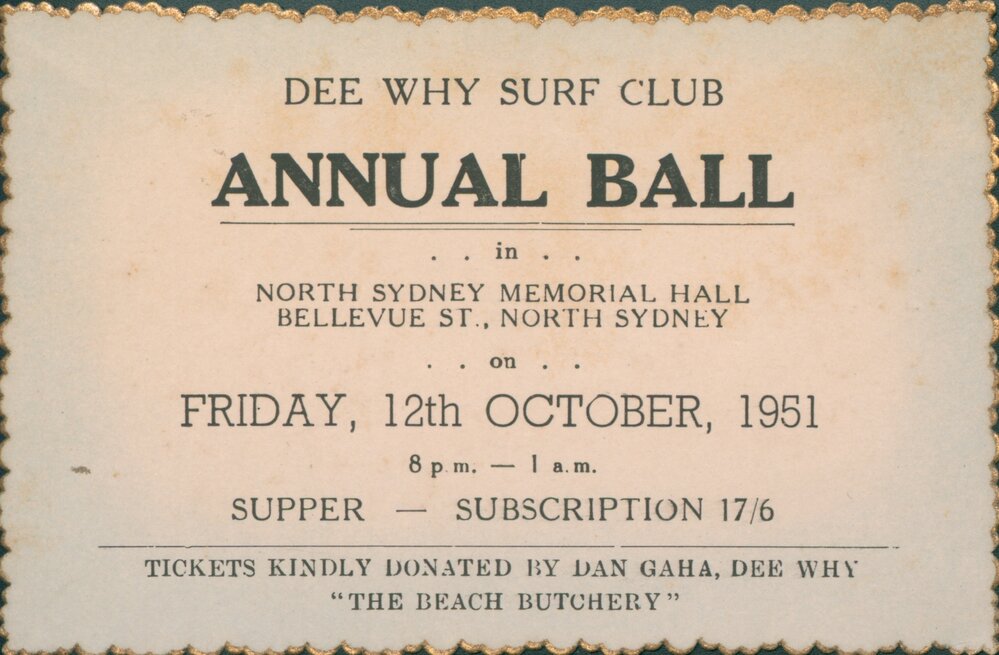 DEE WHY SURF CLUB
ANNUAL BALL
. . in . .
NORTH SYDNEY MEMORIAL HALL
BELLEVUE ST., NORTH SYDNEY
. . on . .
FRIDAY, 12th OCTOBER, 1951
8 p.m. — 1 a.m.
SUPPER — SUBSCRIPTION 17/6
TICKETS KINDLY DONATED BY DAN GAHA, DEE WHY
“THE BEACH BUTCHERY”